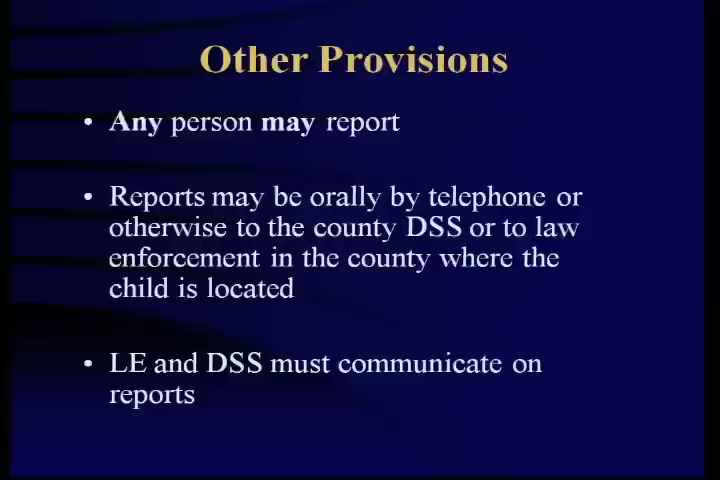 Other Provisions
• Any person may report
• Reports may be orally by telephone or
otherwise to the county DSS or to law
enforcement in the county where the
child is located
• LE and DSS must communicate on
reports